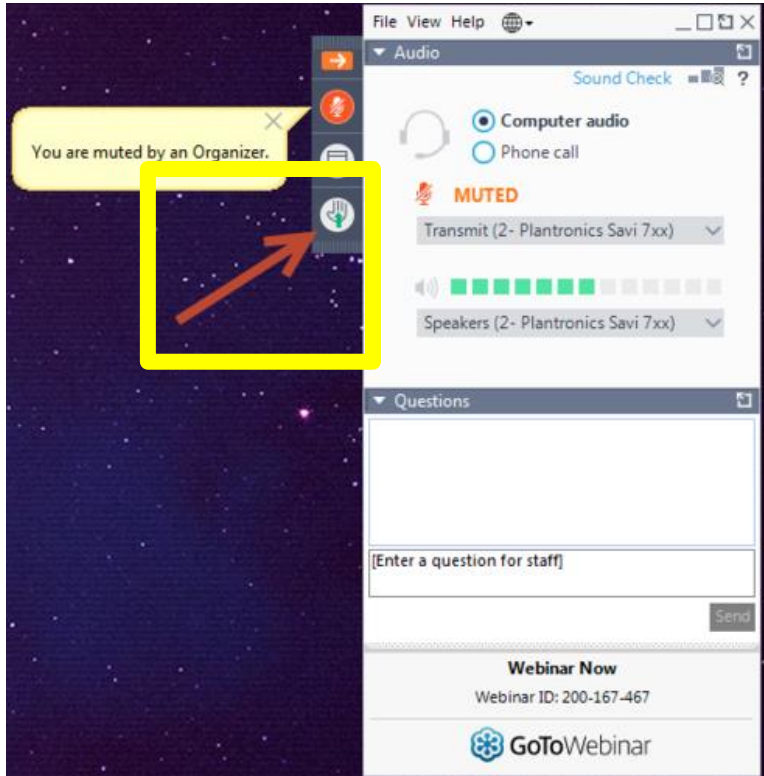 File View Help
Audio
Sound Check ?
Computer audio
Phone call
You are muted by an Organizer.
MUTED
Transmit (2- Plantronics Savi 7xx)
Speakers (2- Plantronics Savi 7xx)
Questions
[Enter a question for staff]
Send
Webinar Now
Webinar ID: 200-167-467
GoToWebinar